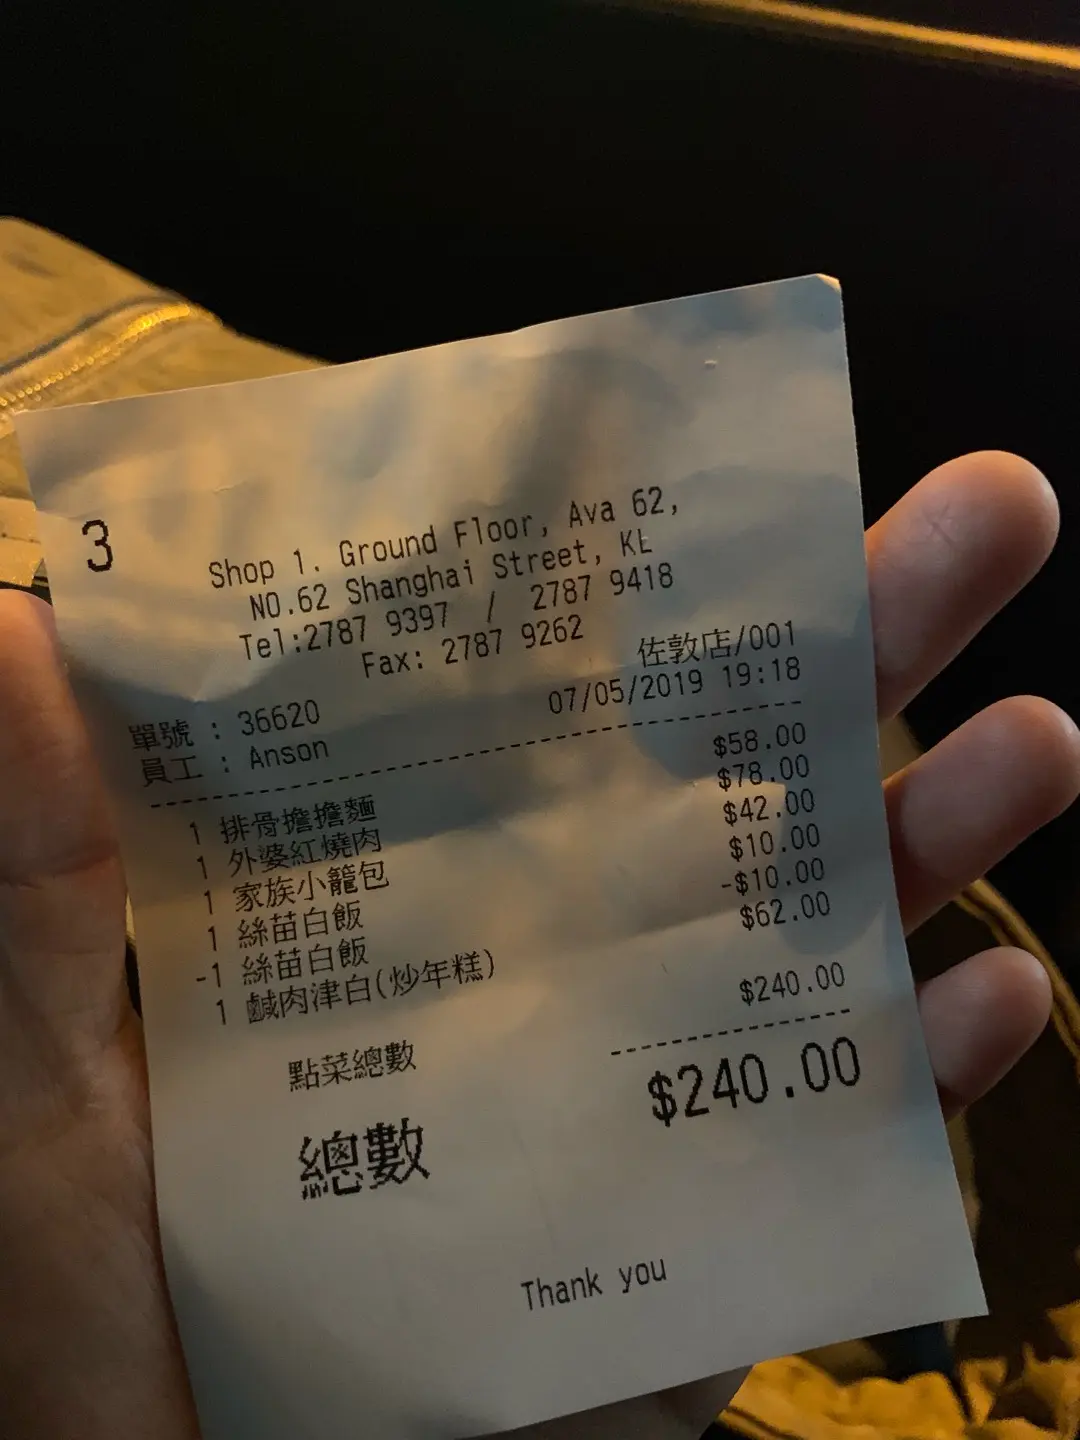 3
Shop 1. Ground Floor, Ava 62,
NO.62 Shanghai Street, KL
Tel:2787 9397 / 2787 9418
Fax: 2787 9262
佐敦店/001
單號 : 36620 07/05/2019 19:18
員工 : Anson
1 排骨擔擔麵 $58.00
1 外婆紅燒肉 $78.00
1 家族小籠包 $42.00
1 絲苗白飯 $10.00
-1 絲苗白飯 -$10.00
1 鹹肉津白(炒年糕) $62.00
點菜總數 $240.00
總數 $240.00
Thank you